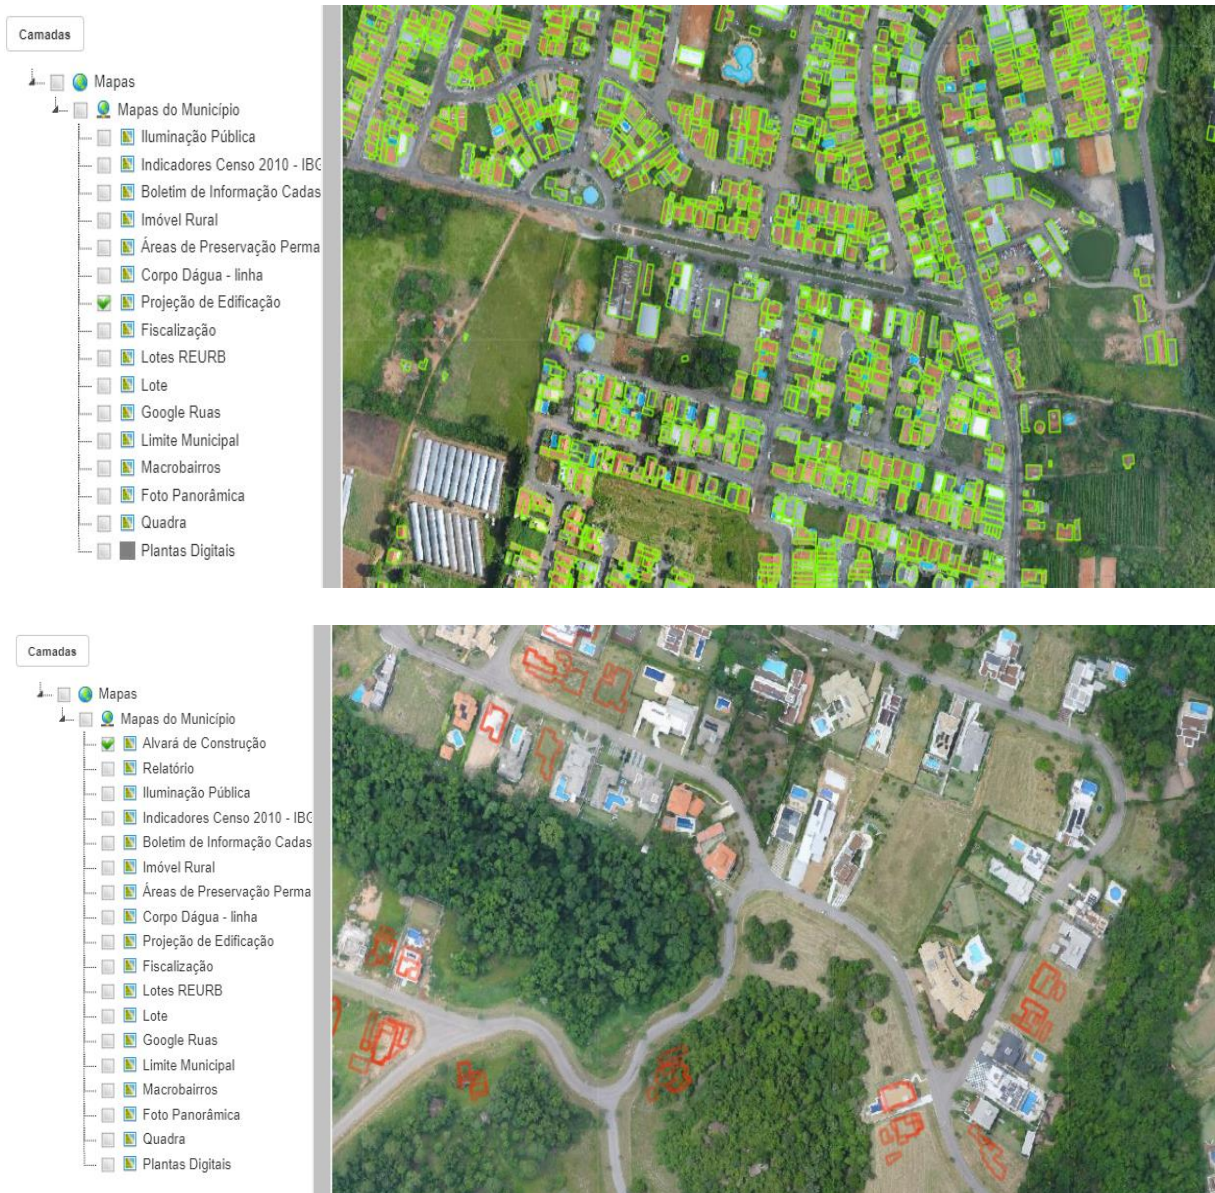 Camadas
Mapas
Mapas do Município
Iluminação Pública
Indicadores Censo 2010 - IBG
Boletim de Informação Cadas
Imóvel Rural
Áreas de Preservação Perma
Corpo Dágua - linha
Projeção de Edificação
Fiscalização
Lotes REURB
Lote
Google Ruas
Limite Municipal
Macrobairros
Foto Panorâmica
Quadra
Plantas Digitais
Camadas
Mapas
Mapas do Município
Alvará de Construção
Relatório
Iluminação Pública
Indicadores Censo 2010 - IBG
Boletim de Informação Cadas
Imóvel Rural
Áreas de Preservação Perma
Corpo Dágua - linha
Projeção de Edificação
Fiscalização
Lotes REURB
Lote
Google Ruas
Limite Municipal
Macrobairros
Foto Panorâmica
Quadra
Plantas Digitais